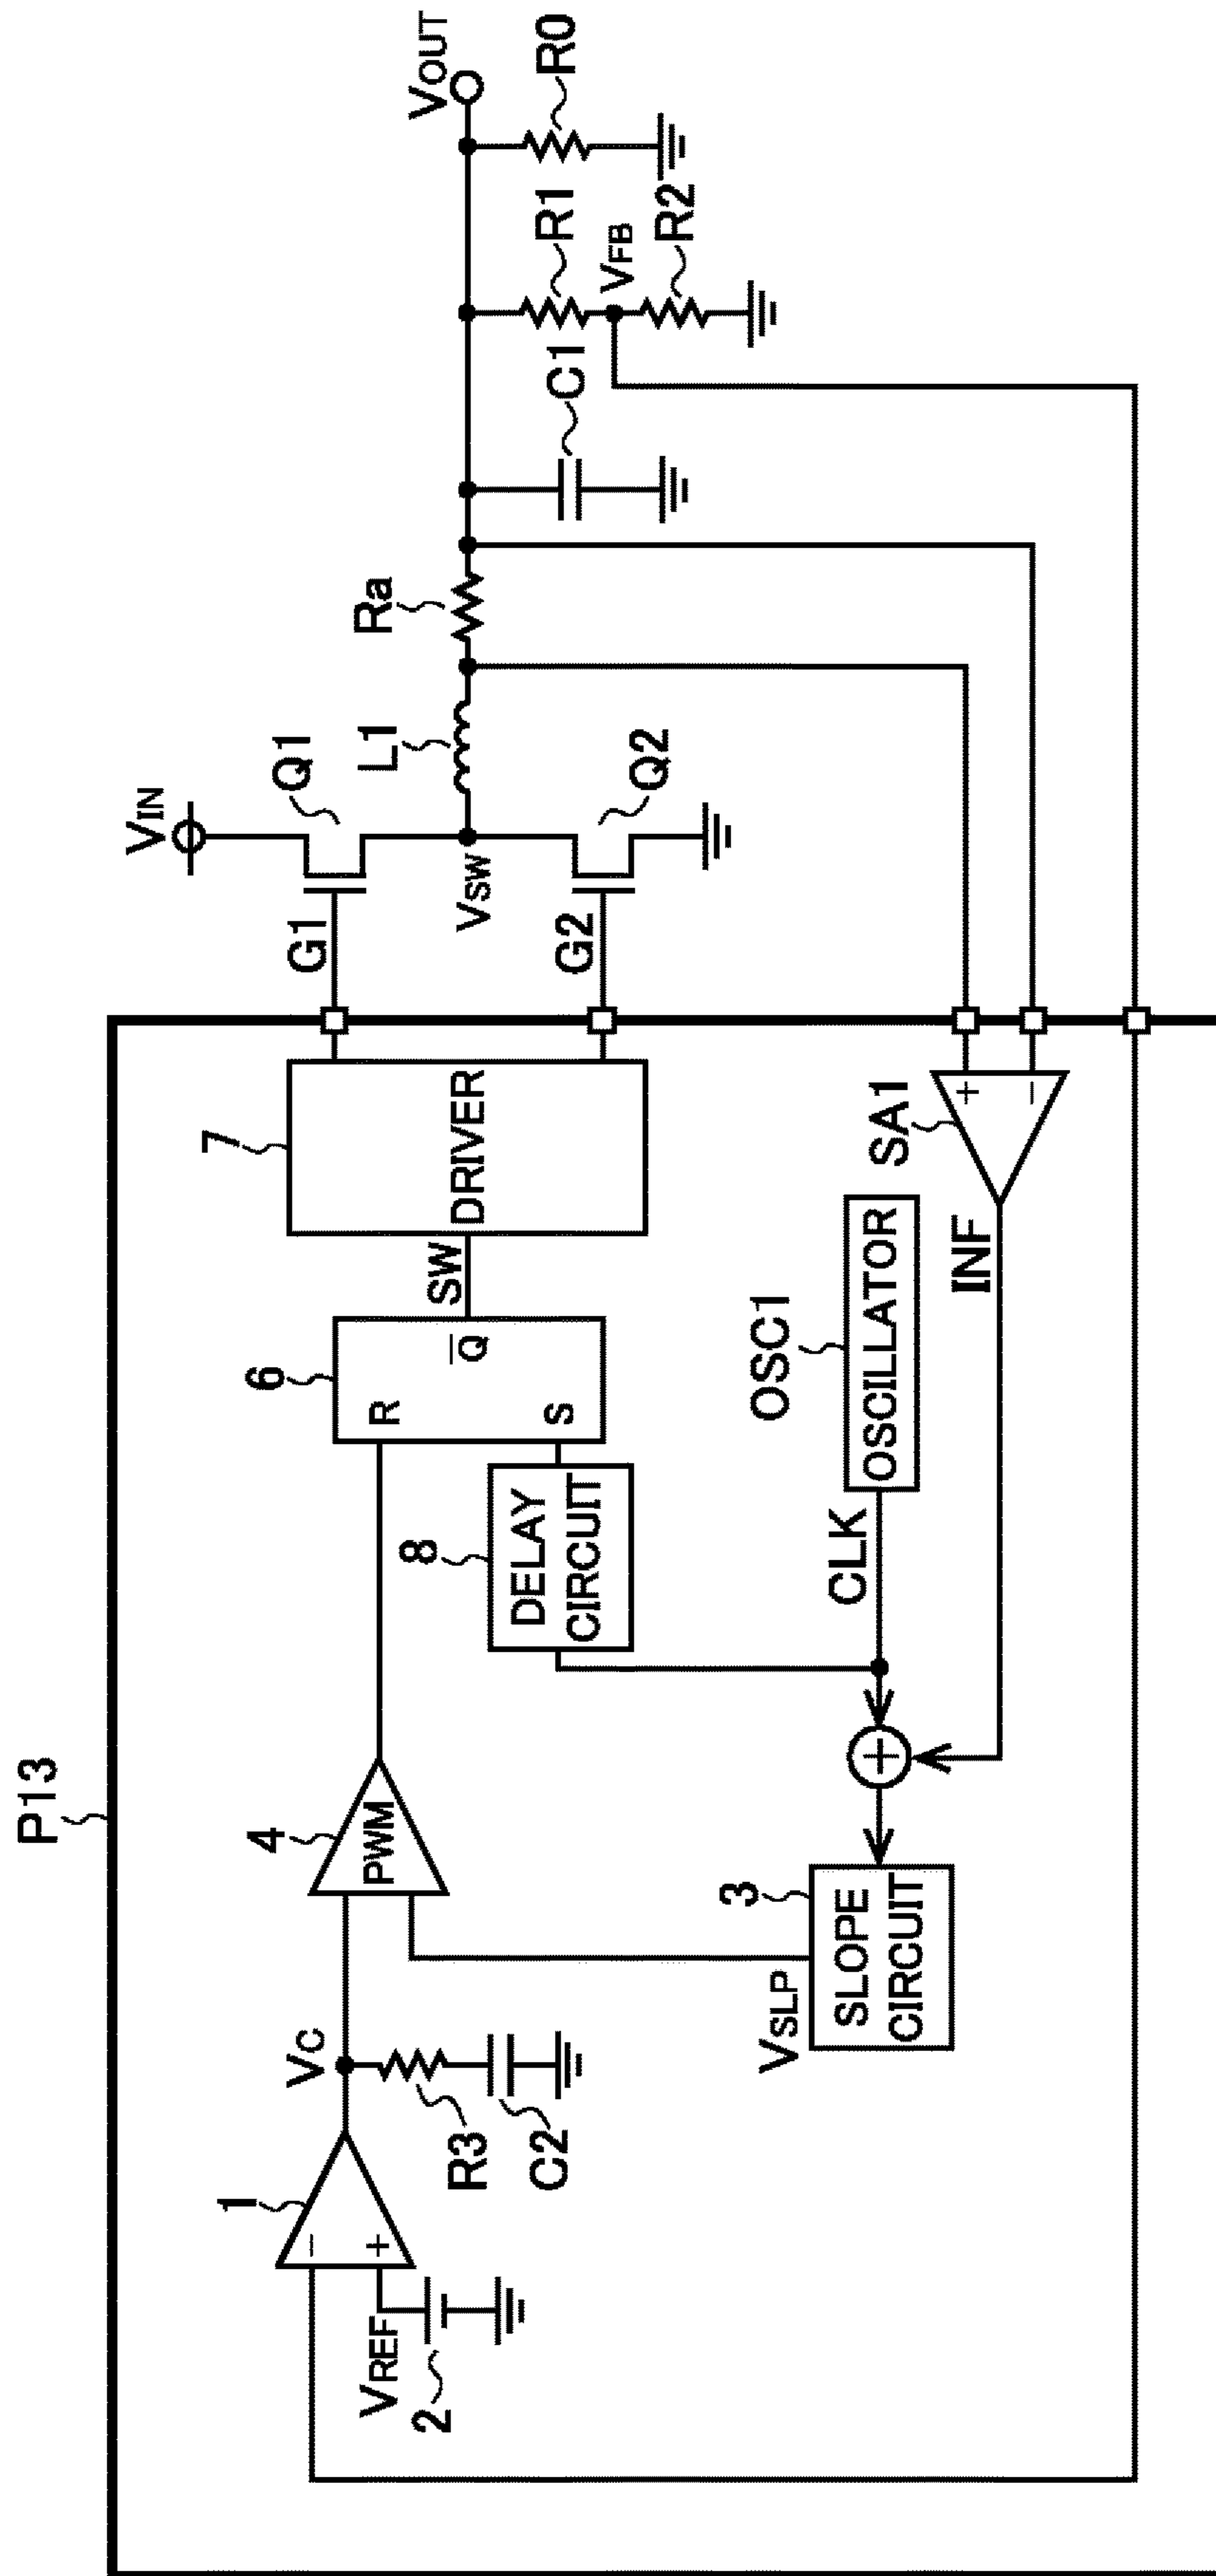 P13
1
−
+
VREF
2
VC
R3
C2
4
PWM
VSLP
3
SLOPE
CIRCUIT
+
8
DELAY
CIRCUIT
CLK
OSC1
OSCILLATOR
INF
SA1
+
−
6
R
S
Q
SW
7
DRIVER
G1
G2
VIN
Q1
VSW
Q2
L1
Ra
C1
R1
VFB
R2
R0
VOUT